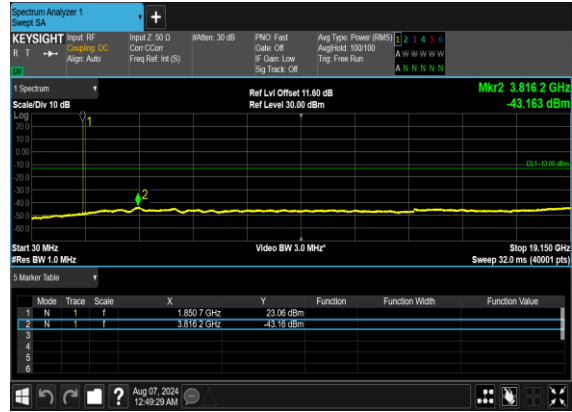 Spectrum Analyzer 1
Swept SA
+
KEYSIGHT Input: RF Input Z: 50 Ω #Atten: 30 dB PNO: Fast Avg Type: Power (RMS) 1 2 3 4 5 6
R T Coupling: DC Corr CCorr Gate: Off Avg|Hold: 100/100 A W W W W W
Align: Auto Freq Ref: Int (S) IF Gain: Low Trig: Free Run
Sig Track: Off A N N N N N
1 Spectrum Ref Lvl Offset 11.60 dB Mkr2 3.816 2 GHz
Scale/Div 10 dB Ref Level 30.00 dBm -43.163 dBm
Log
20.0
10.0
0.00
-10.0
-20.0
-30.0
-40.0
-50.0
-60.0
1
DL1 -13.00 dBm
2
Start 30 MHz Video BW 3.0 MHz* Stop 19.150 GHz
#Res BW 1.0 MHz Sweep 32.0 ms (40001 pts)
5 Marker Table
Mode Trace Scale X Y Function Function Width Function Value
1 N 1 f 1.850 7 GHz 23.06 dBm
2 N 1 f 3.816 2 GHz -43.16 dBm
3
4
5
6
? Aug 07, 2024
12:49:29 AM